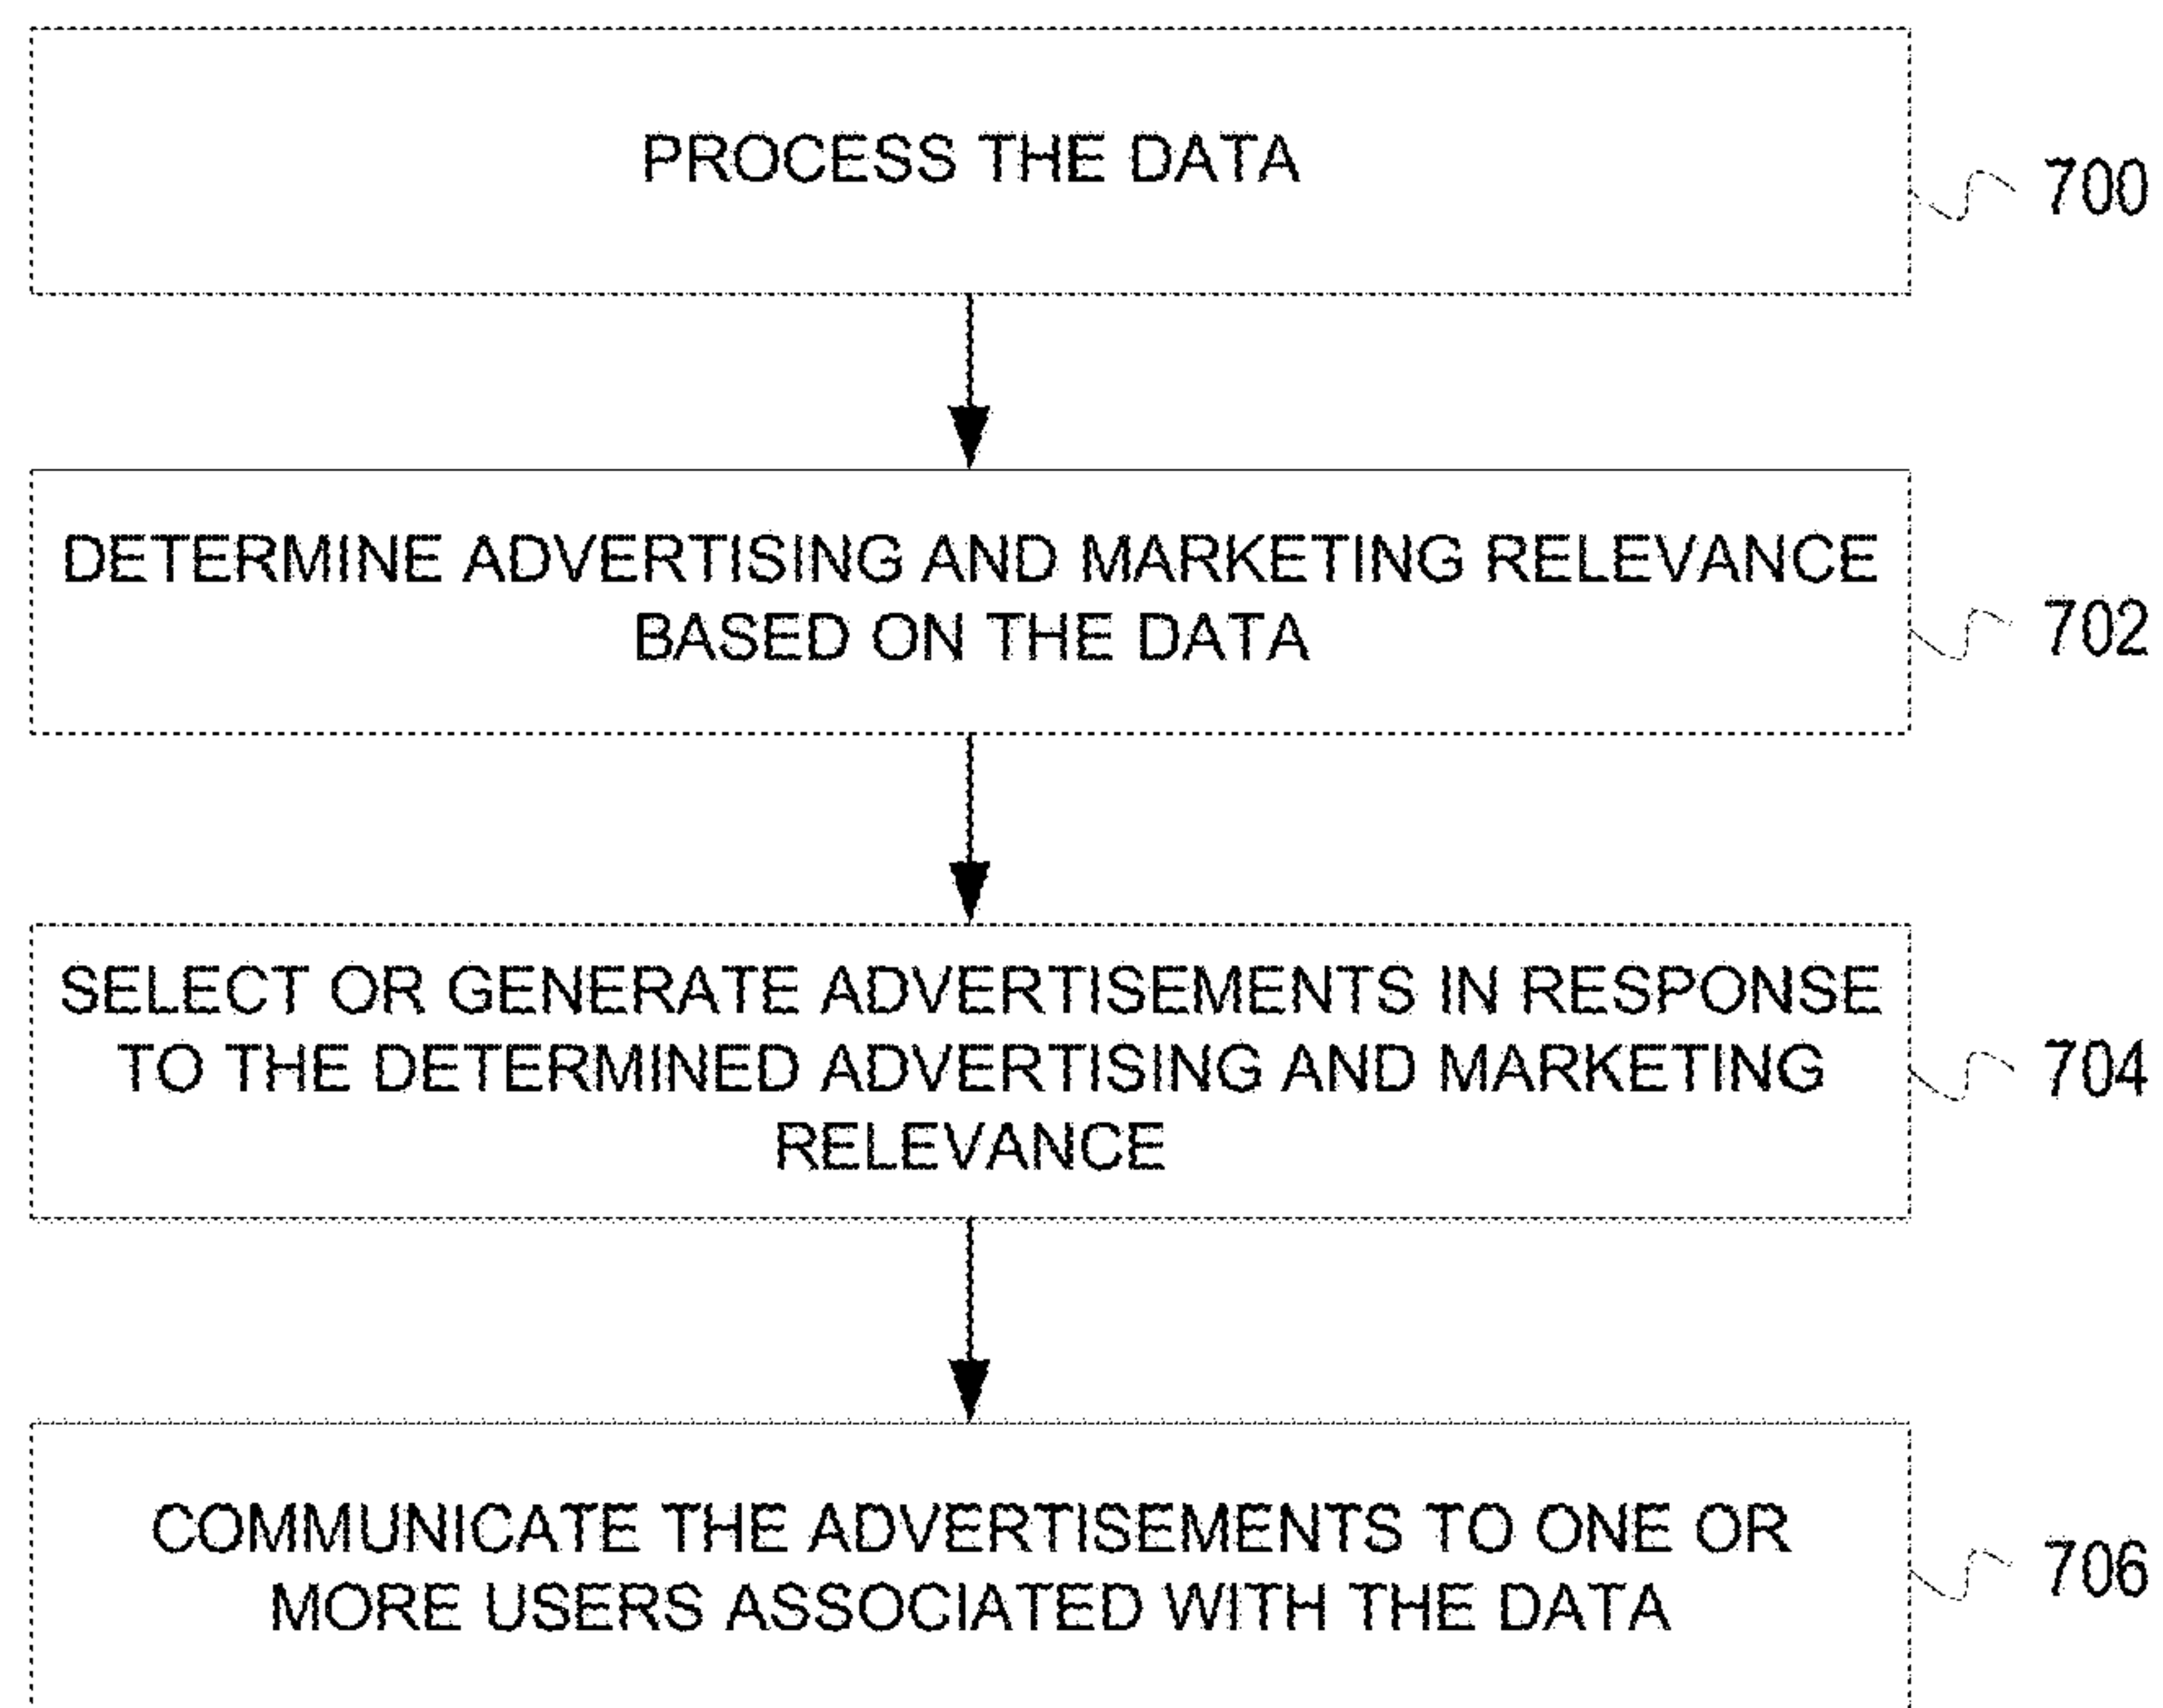 PROCESS THE DATA
700
DETERMINE ADVERTISING AND MARKETING RELEVANCE
BASED ON THE DATA
702
SELECT OR GENERATE ADVERTISEMENTS IN RESPONSE
TO THE DETERMINED ADVERTISING AND MARKETING
RELEVANCE
704
COMMUNICATE THE ADVERTISEMENTS TO ONE OR
MORE USERS ASSOCIATED WITH THE DATA
706